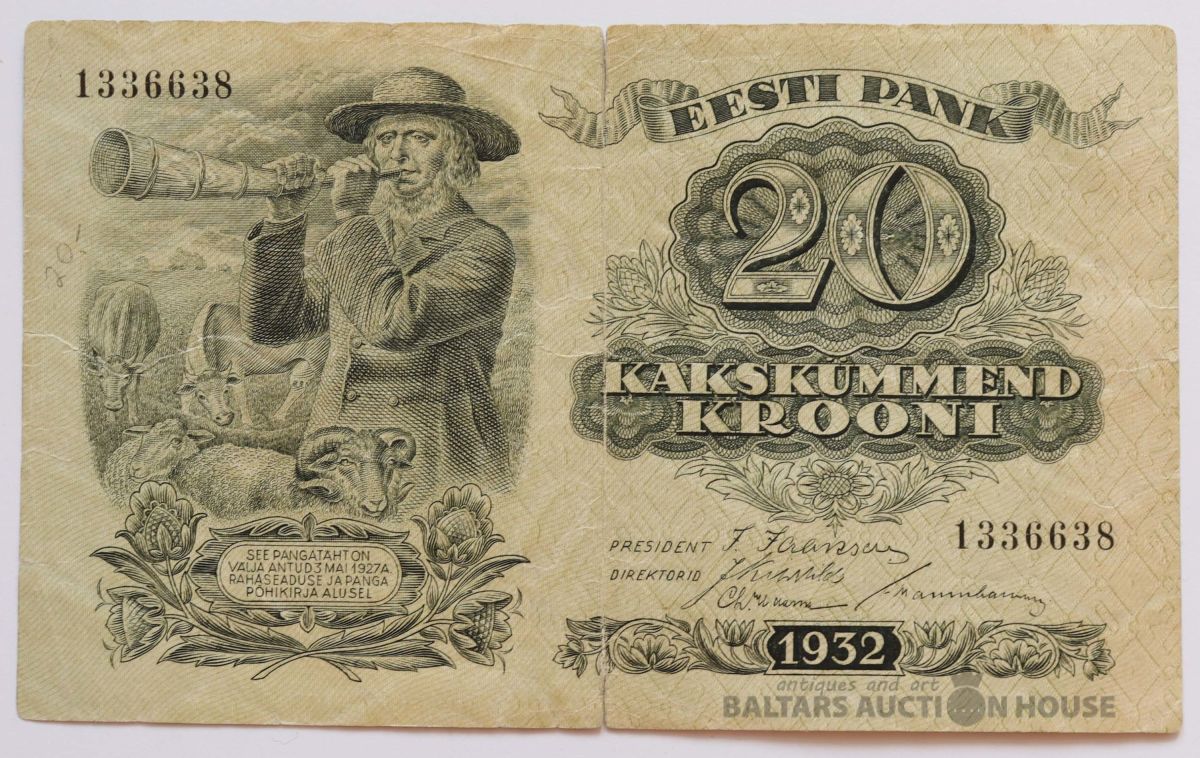 1336638
EESTI PANK
20
20.-
KAKSKÜMMEND
KROONI
SEE PANGATÄHT ON
VÄLJA ANTUD 3 MAI 1927 A.
RAHASEADUSE JA PANGA
PÕHIKIRJA ALUSEL
1336638
PRESIDENT
DIREKTORID
1932
antiques and art
BALTARS AUCTION HOUSE